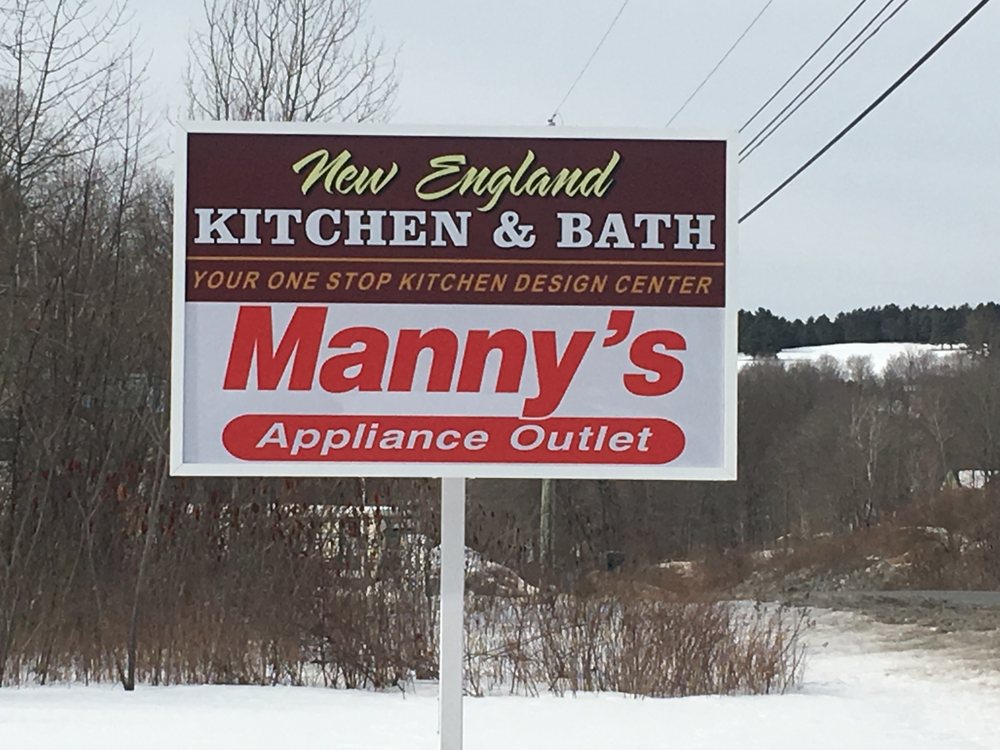 New England
KITCHEN & BATH
YOUR ONE STOP KITCHEN DESIGN CENTER
Manny's
Appliance Outlet